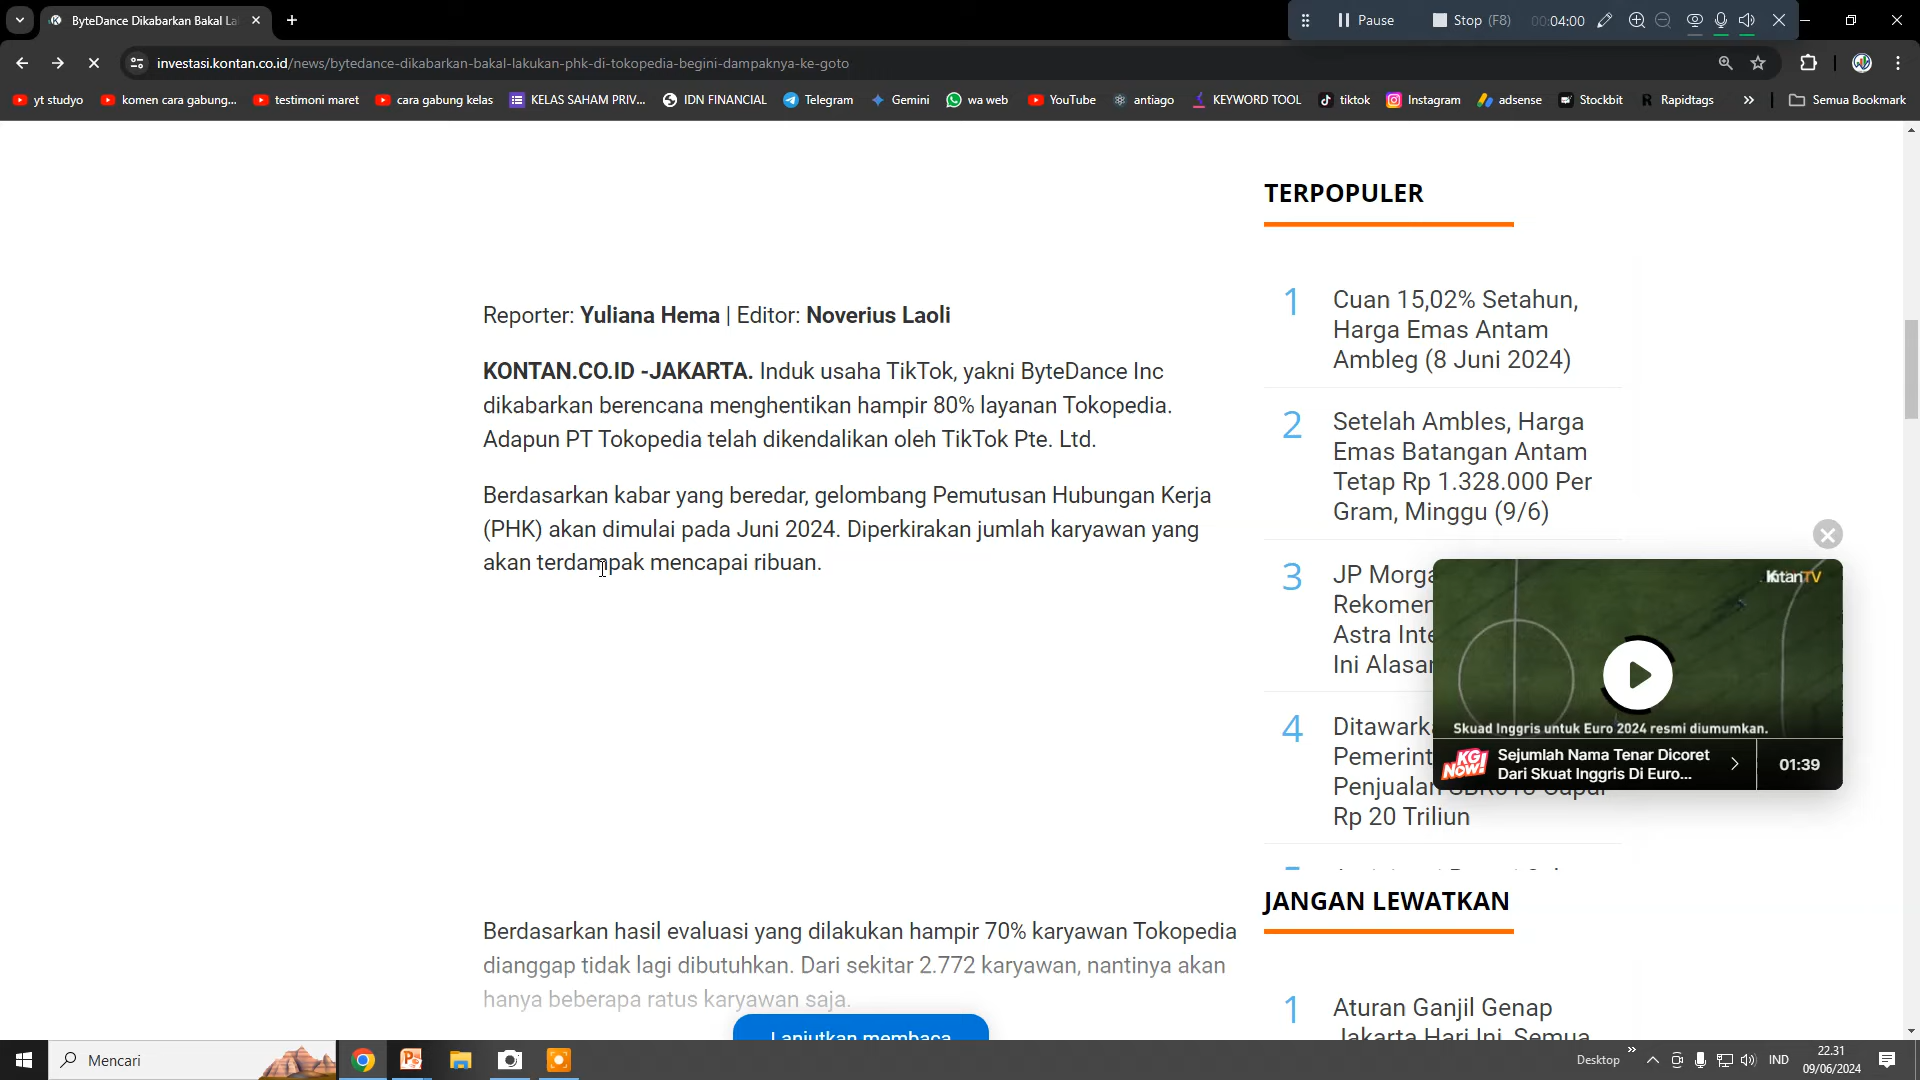 ByteDance Dikabarkan Bakal La
Pause
Stop (F8)
00:04:00
investasi.kontan.co.id/news/bytedance-dikabarkan-bakal-lakukan-phk-di-tokopedia-begini-dampaknya-ke-goto
yt studyo
komen cara gabung...
testimoni maret
cara gabung kelas
KELAS SAHAM PRIV...
IDN FINANCIAL
Telegram
Gemini
wa web
YouTube
antiago
KEYWORD TOOL
tiktok
Instagram
adsense
Stockbit
Rapidtags
Semua Bookmark
Reporter: Yuliana Hema | Editor: Noverius Laoli
KONTAN.CO.ID -JAKARTA. Induk usaha TikTok, yakni ByteDance Inc
dikabarkan berencana menghentikan hampir 80% layanan Tokopedia.
Adapun PT Tokopedia telah dikendalikan oleh TikTok Pte. Ltd.
Berdasarkan kabar yang beredar, gelombang Pemutusan Hubungan Kerja
(PHK) akan dimulai pada Juni 2024. Diperkirakan jumlah karyawan yang
akan terdampak mencapai ribuan.
Berdasarkan hasil evaluasi yang dilakukan hampir 70% karyawan Tokopedia
dianggap tidak lagi dibutuhkan. Dari sekitar 2.772 karyawan, nantinya akan
hanya beberapa ratus karyawan saja.
Lanjutkan membaca
TERPOPULER
1
Cuan 15,02% Setahun,
Harga Emas Antam
Ambleg (8 Juni 2024)
2
Setelah Ambles, Harga
Emas Batangan Antam
Tetap Rp 1.328.000 Per
Gram, Minggu (9/6)
3
JP Morga
Rekomen
Astra Inte
Ini Alasan
4
Ditawarka
Pemerint
Penjualan
Rp 20 Triliun
KontanTV
Skuad Inggris untuk Euro 2024 resmi diumumkan.
KG NOW!
Sejumlah Nama Tenar Dicoret
Dari Skuat Inggris Di Euro...
01:39
JANGAN LEWATKAN
1
Aturan Ganjil Genap
Jakarta Hari Ini, Semua
Mencari
Desktop
IND
22.31
09/06/2024